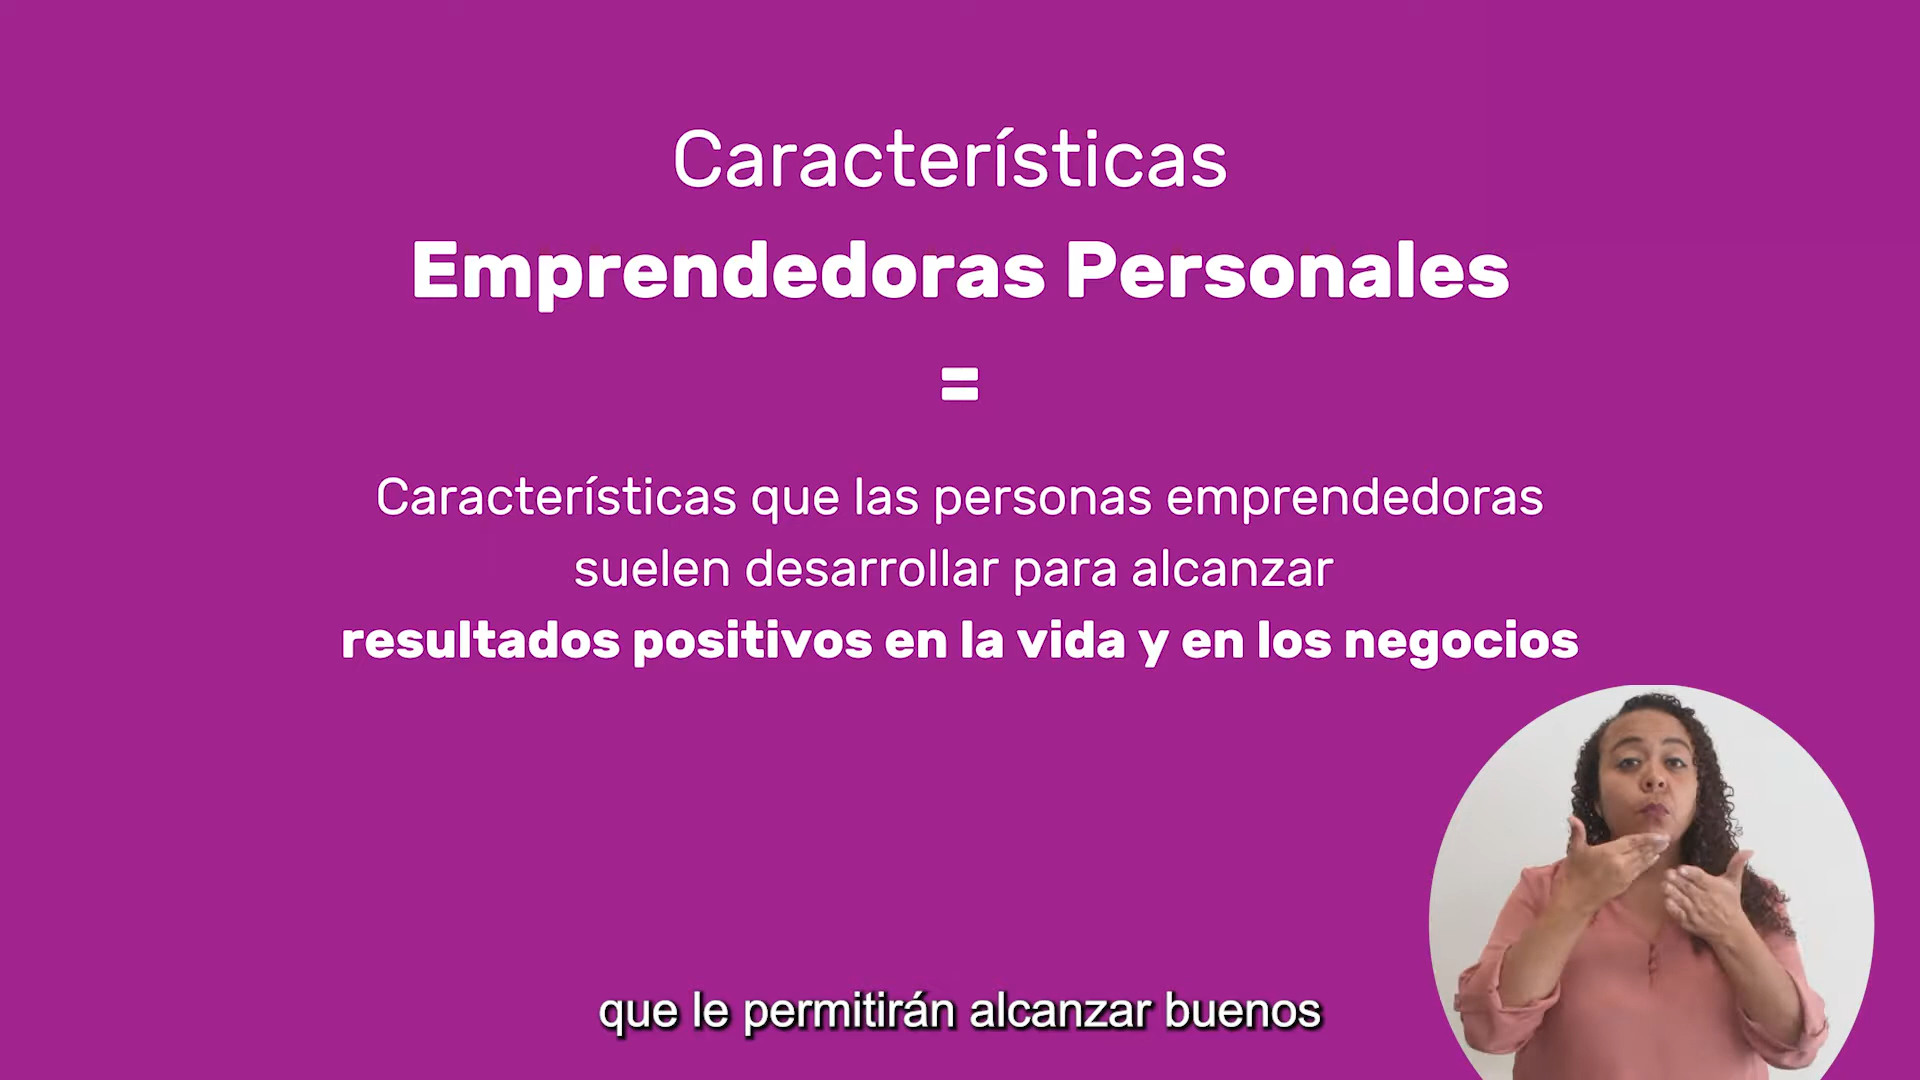 Características
Emprendedoras Personales
=
Características que las personas emprendedoras
suelen desarrollar para alcanzar
resultados positivos en la vida y en los negocios
que le permitirán alcanzar buenos